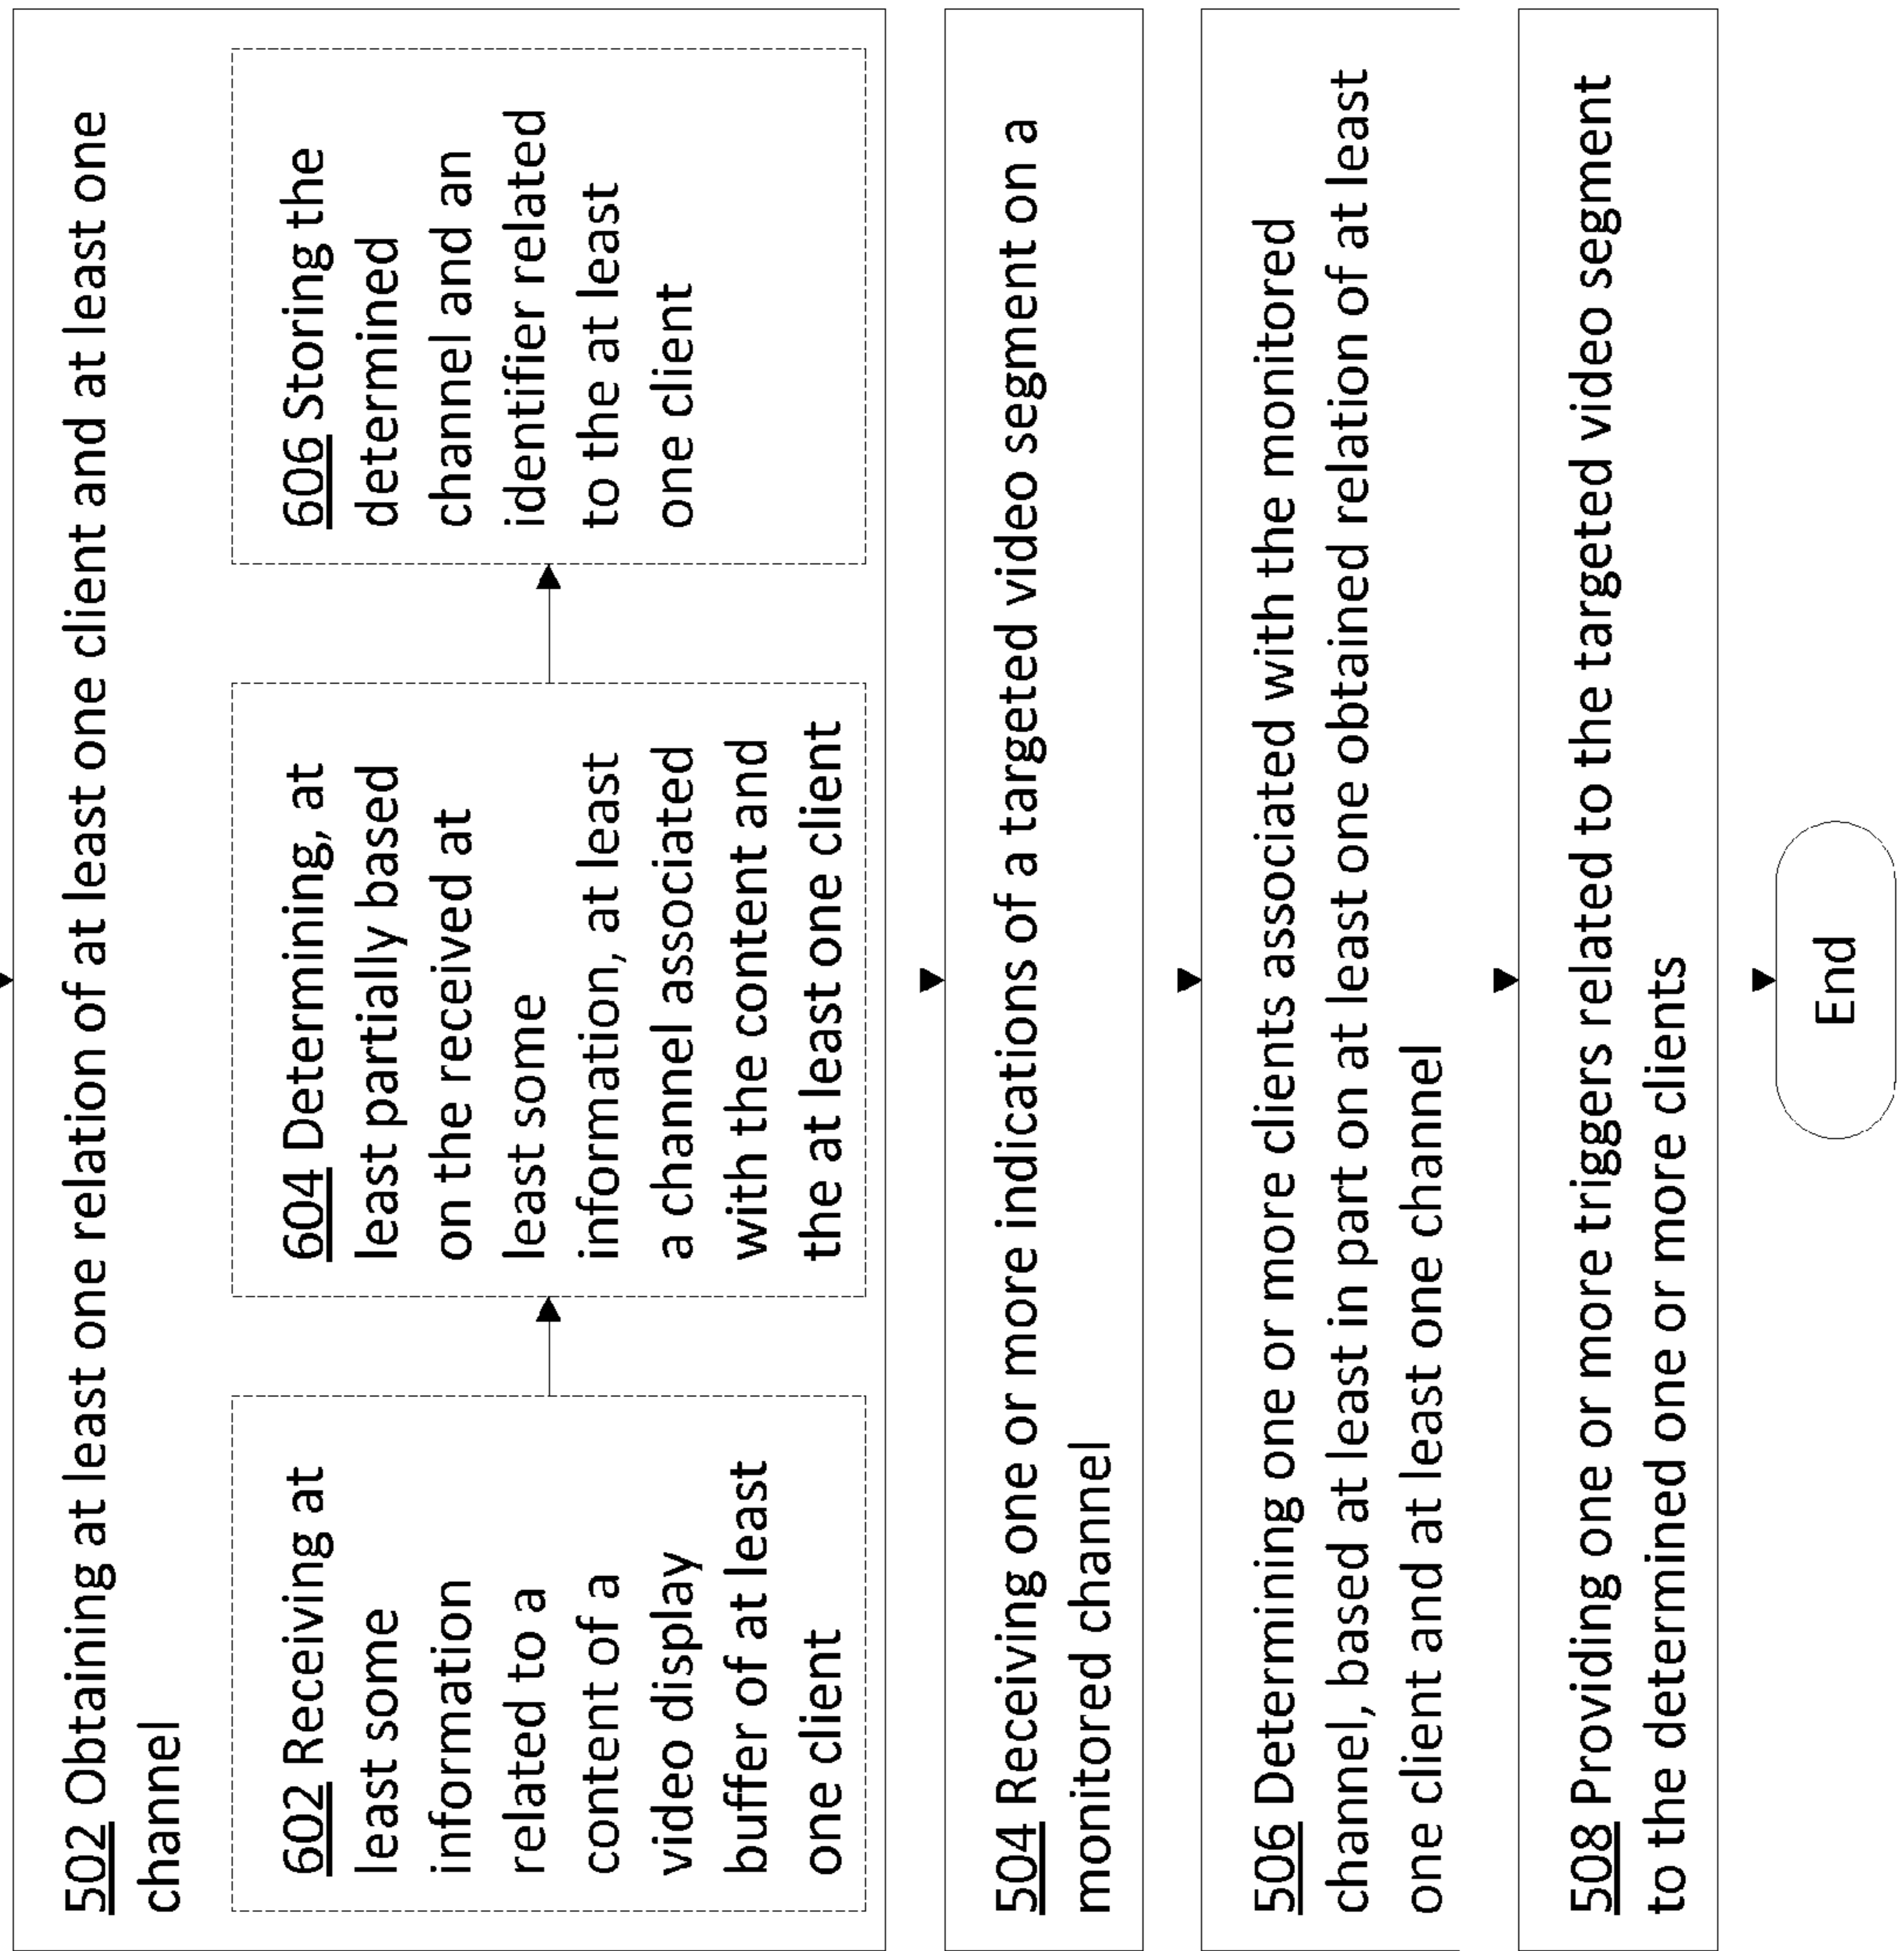 502 Obtaining at least one relation of at least one client and at least one
channel
602 Receiving at
least some
information
related to a
content of a
video display
buffer of at least
one client
604 Determining, at
least partially based
on the received at
least some
information, at least
a channel associated
with the content and
the at least one client
606 Storing the
determined
channel and an
identifier related
to the at least
one client
504 Receiving one or more indications of a targeted video segment on a
monitored channel
506 Determining one or more clients associated with the monitored
channel, based at least in part on at least one obtained relation of at least
one client and at least one channel
508 Providing one or more triggers related to the targeted video segment
to the determined one or more clients
End